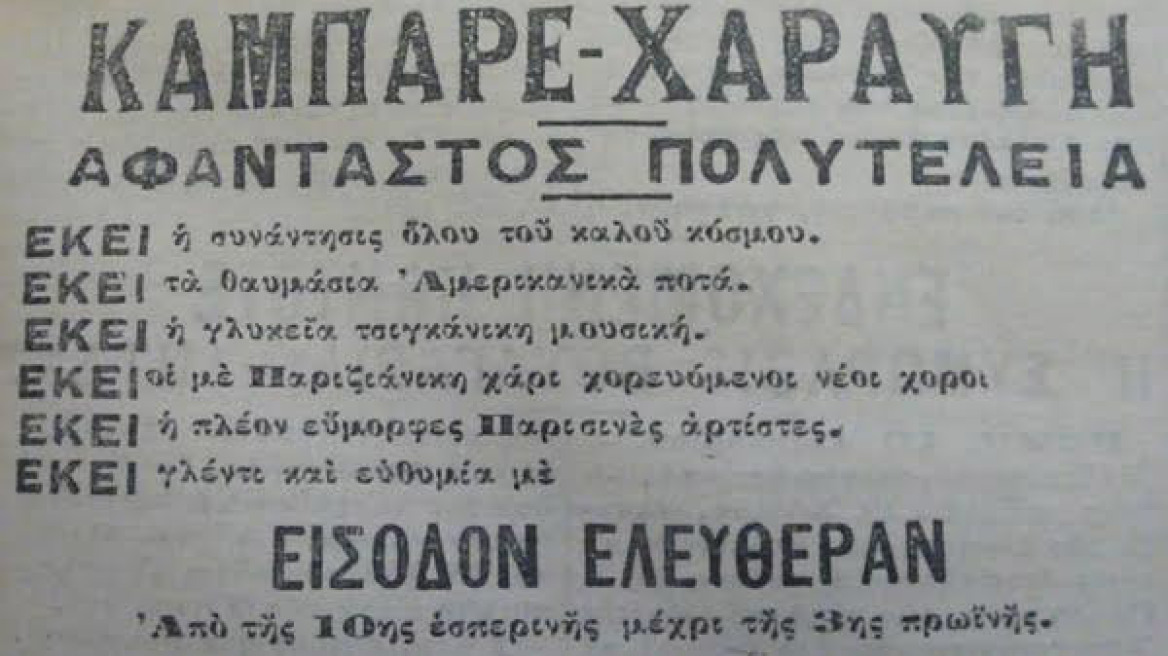 ΚΑΜΠΑΡΕ-ΧΑΡΑΥΓΗ
ΑΦΑΝΤΑΣΤΟΣ ΠΟΛΥΤΕΛΕΙΑ
ΕΚΕΙ ἡ συνάντησις ὅλου τοῦ καλοῦ κόσμου.
ΕΚΕΙ τὰ θαυμάσια Ἀμερικανικὰ ποτά.
ΕΚΕΙ ἡ γλυκεῖα τσιγκάνικη μουσική.
ΕΚΕΙ οἱ μὲ Παριζιάνικη χάρι χορευόμενοι νέοι χοροι
ΕΚΕΙ ἡ πλέον εὔμορφες Παρισινὲς ἀρτίστες.
ΕΚΕΙ γλέντι καὶ εὐθυμία μὲ
ΕΙΣΟΔΟΝ ΕΛΕΥΘΕΡΑΝ
Ἀπὸ τῆς 10ης ἑσπερινῆς μέχρι τῆς 3ης πρωϊνῆς.